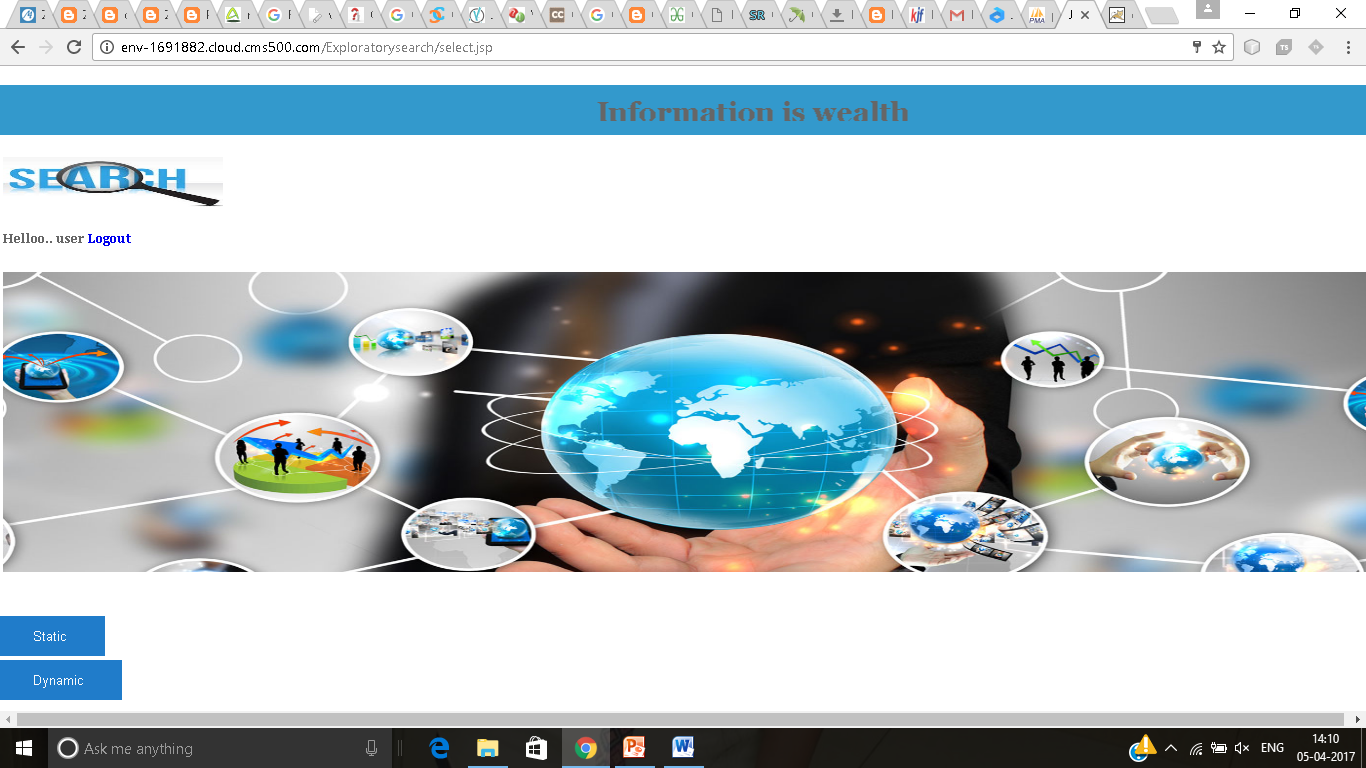 env-1691882.cloud.cms500.com/Exploratorysearch/select.jsp
Information is wealth
SEARCH
Helloo.. user Logout
Static
Dynamic
Ask me anything
ENG
14:10
05-04-2017